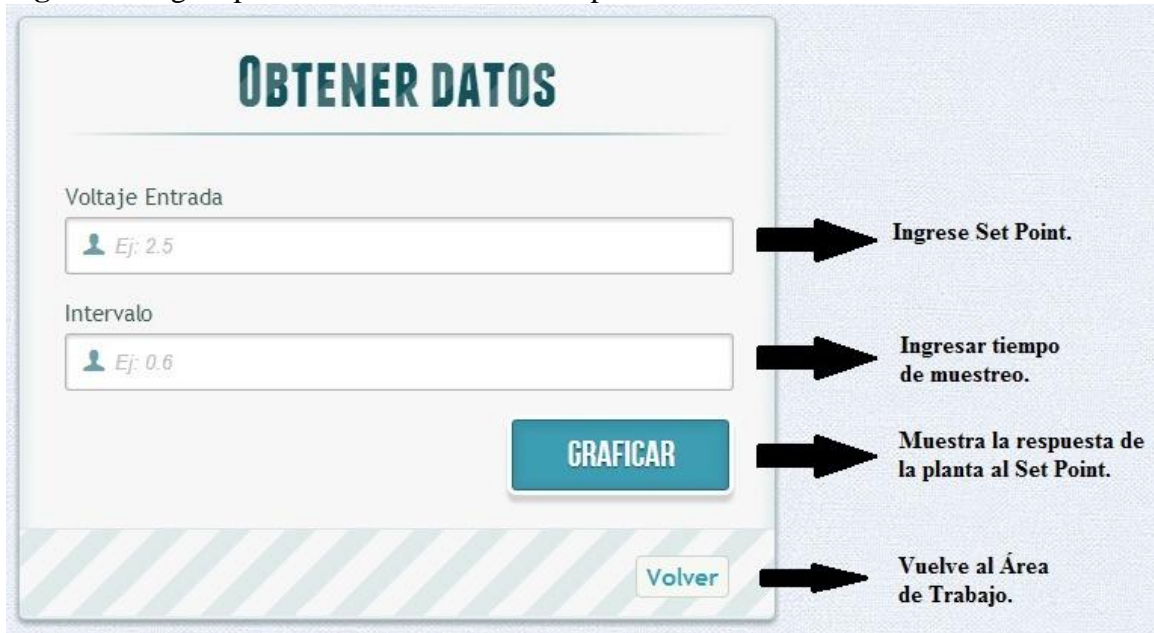 OBTENER DATOS
Voltaje Entrada
Ej: 2.5
Ingrese Set Point.
Intervalo
Ej: 0.6
Ingresar tiempo
de muestreo.
GRAFICAR
Muestra la respuesta de
la planta al Set Point.
Volver
Vuelve al Área
de Trabajo.